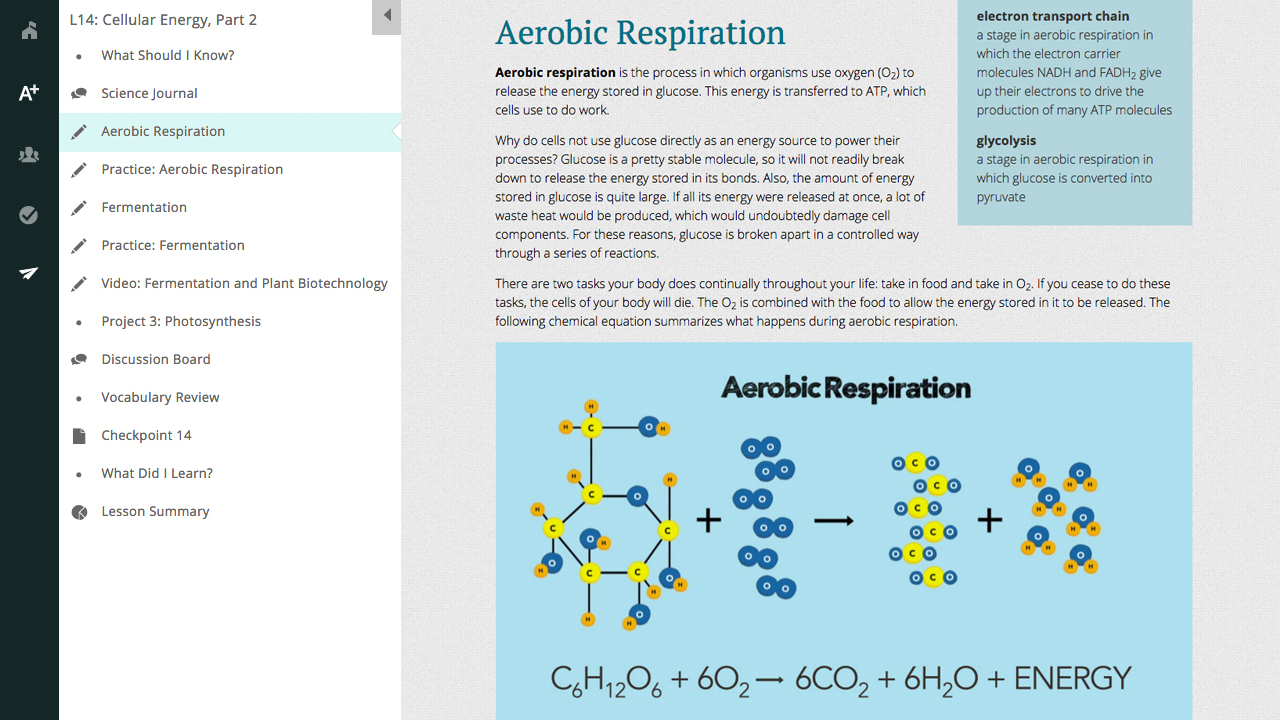 L14: Cellular Energy, Part 2
What Should I Know?
A+
Science Journal
Aerobic Respiration
Practice: Aerobic Respiration
Fermentation
Practice: Fermentation
Video: Fermentation and Plant Biotechnology
Project 3: Photosynthesis
Discussion Board
Vocabulary Review
Checkpoint 14
What Did I Learn?
Lesson Summary
Aerobic Respiration
Aerobic respiration is the process in which organisms use oxygen (O₂) to
release the energy stored in glucose. This energy is transferred to ATP, which
cells use to do work.
Why do cells not use glucose directly as an energy source to power their
processes? Glucose is a pretty stable molecule, so it will not readily break
down to release the energy stored in its bonds. Also, the amount of energy
stored in glucose is quite large. If all its energy were released at once, a lot of
waste heat would be produced, which would undoubtedly damage cell
components. For these reasons, glucose is broken apart in a controlled way
through a series of reactions.
electron transport chain
a stage in aerobic respiration in
which the electron carrier
molecules NADH and FADH₂ give
up their electrons to drive the
production of many ATP molecules
glycolysis
a stage in aerobic respiration in
which glucose is converted into
pyruvate
There are two tasks your body does continually throughout your life: take in food and take in O₂. If you cease to do these
tasks, the cells of your body will die. The O₂ is combined with the food to allow the energy stored in it to be released. The
following chemical equation summarizes what happens during aerobic respiration.
Aerobic Respiration
H
H C O H
H H
C O
H O O
C C
O H O C O
H O O
C C O H
H O H
H O
H
+
O O
O O
O O
O O
O O
O O
→
O C O
O C O
O C O
O C O
O C O
O C O
+
O O
H H H H
O
H H O
O H H
H H O
H H
C₆H₁₂O₆ + 6O₂ → 6CO₂ + 6H₂O + ENERGY